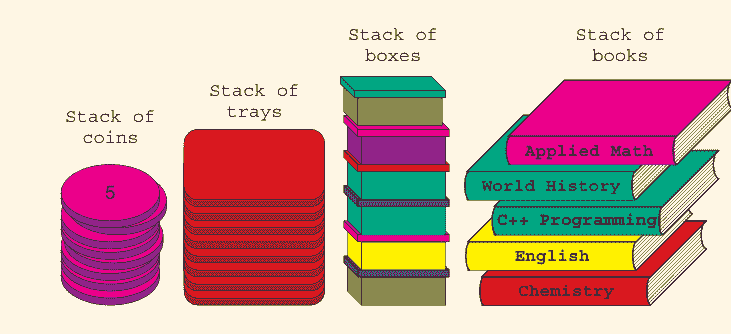 Stack of
coins
5
Stack of
trays
Stack of
boxes
Stack of
books
Applied Math
World History
C++ Programming
English
Chemistry